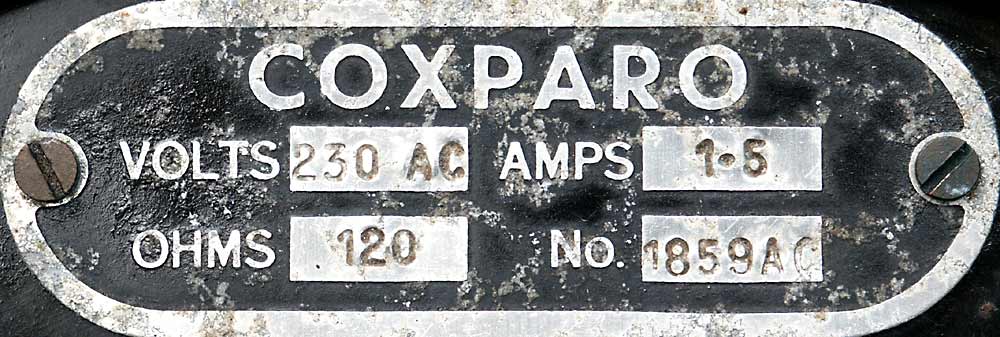 COXPARO
VOLTS 230 AC AMPS 1·5
OHMS 120 No. 1859AC